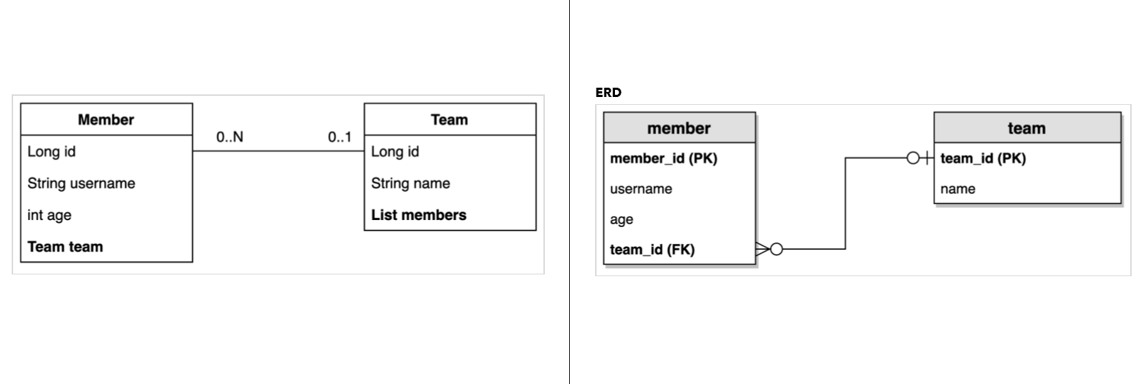 Member
Long id
String username
int age
Team team
0..N
0..1
Team
Long id
String name
List members
ERD
member
member_id (PK)
username
age
team_id (FK)
team
team_id (PK)
name